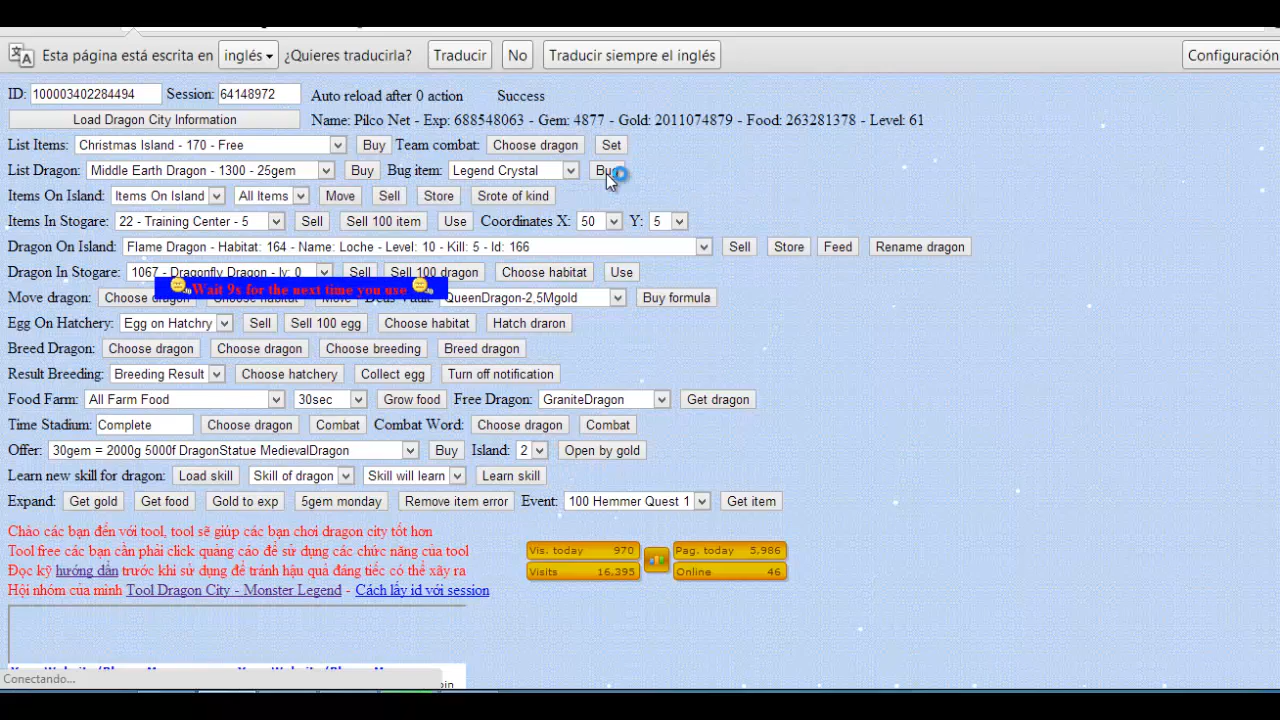 Esta página está escrita en inglés ¿Quieres traducirla? Traducir No Traducir siempre el inglés Configuración
ID: 100003402284494 Session: 64148972 Auto reload after 0 action Success
Load Dragon City Information Name: Pilco Net - Exp: 688548063 - Gem: 4877 - Gold: 2011074879 - Food: 263281378 - Level: 61
List Items: Christmas Island - 170 - Free Buy Team combat: Choose dragon Set
List Dragon: Middle Earth Dragon - 1300 - 25gem Buy Bug item: Legend Crystal
Items On Island: Items On Island All Items Move Sell Store Srote of kind
Items In Stogare: 22 - Training Center - 5 Sell Sell 100 item Use Coordinates X: 50 Y: 5
Dragon On Island: Flame Dragon - Habitat: 164 - Name: Loche - Level: 10 - Kill: 5 - Id: 166 Sell Store Feed Rename dragon
Dragon In Stogare: 1067 - Dragonfly Dragon - lv: 0 Sell Sell 100 dragon Choose habitat Use
Wait 9s for the next time you use
Move dragon: QueenDragon-2,5Mgold Buy formula
Egg On Hatchery: Egg on Hatchry Sell Sell 100 egg Choose habitat Hatch draron
Breed Dragon: Choose dragon Choose dragon Choose breeding Breed dragon
Result Breeding: Breeding Result Choose hatchery Collect egg Turn off notification
Food Farm: All Farm Food 30sec Grow food Free Dragon: GraniteDragon Get dragon
Time Stadium: Complete Choose dragon Combat Combat Word: Choose dragon Combat
Offer: 30gem = 2000g 5000f DragonStatue MedievalDragon Buy Island: 2 Open by gold
Learn new skill for dragon: Load skill Skill of dragon Skill will learn Learn skill
Expand: Get gold Get food Gold to exp 5gem monday Remove item error Event: 100 Hemmer Quest 1 Get item
Chào các bạn đến với tool, tool sẽ giúp các bạn chơi dragon city tốt hơn
Tool free các bạn cần phải click quảng cáo để sử dụng các chức năng của tool
Đọc kỹ hướng dẫn trước khi sử dụng để tránh hậu quả đáng tiếc có thể xãy ra
Hội nhóm của mình Tool Dragon City - Monster Legend - Cách lấy id với session
Vis. today 970 Pag. today 5,986
Visits 16,395 Online 46
Conectando...